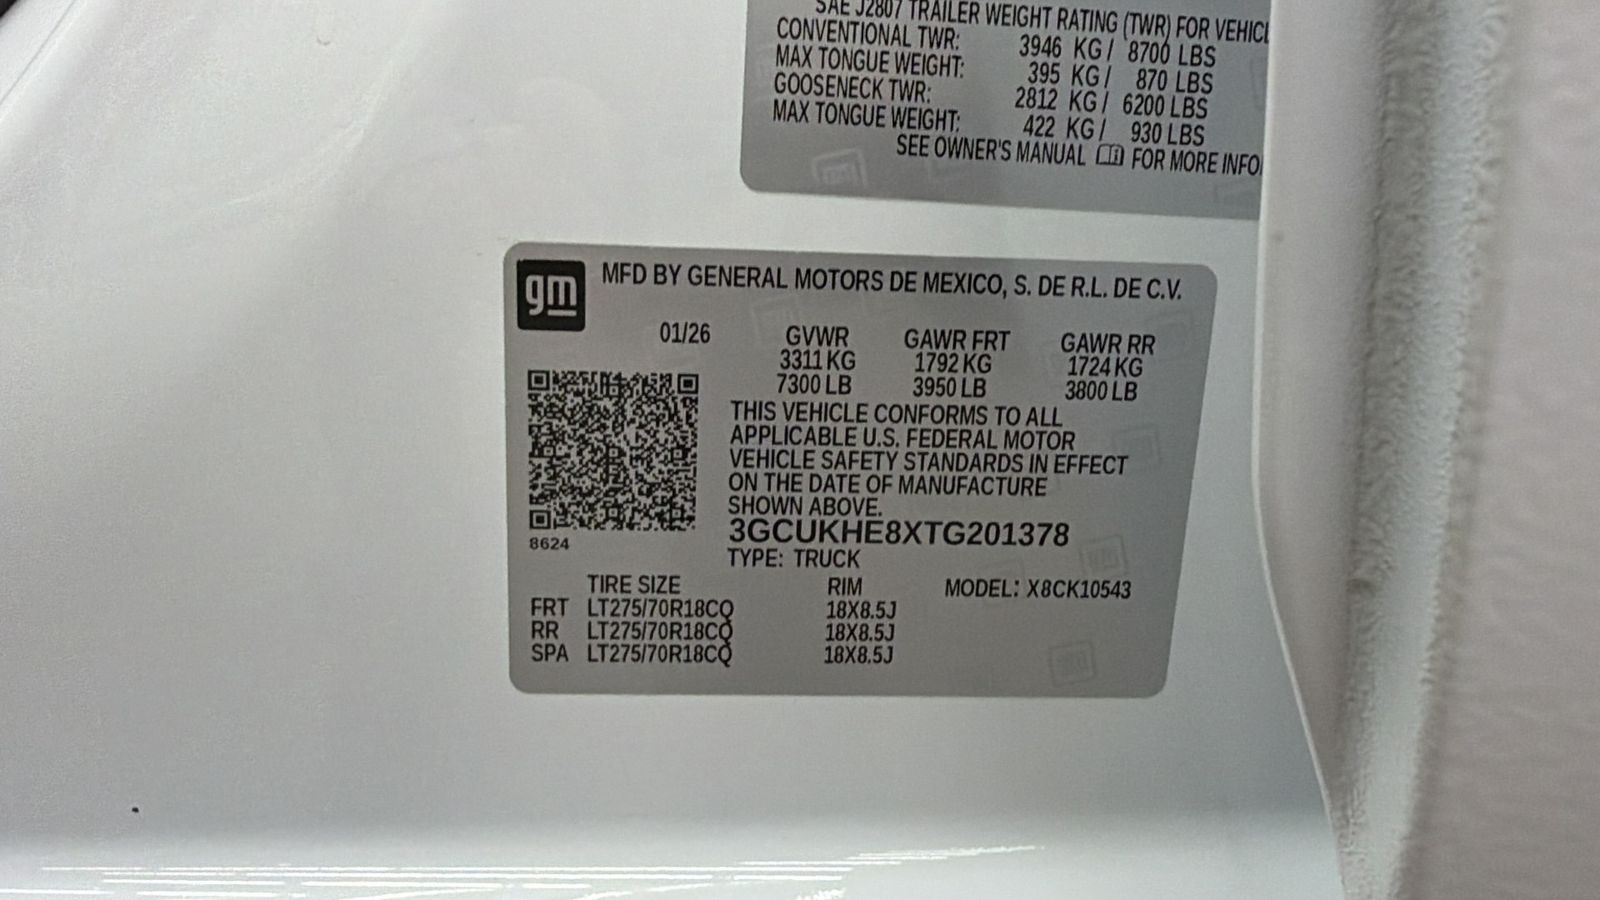 SAE J2807 TRAILER WEIGHT RATING (TWR) FOR VEHICL
CONVENTIONAL TWR: 3946 KG / 8700 LBS
MAX TONGUE WEIGHT: 395 KG / 870 LBS
GOOSENECK TWR: 2812 KG / 6200 LBS
MAX TONGUE WEIGHT: 422 KG / 930 LBS
SEE OWNER'S MANUAL FOR MORE INFO
gm
MFD BY GENERAL MOTORS DE MEXICO, S. DE R.L. DE C.V.
01/26 GVWR GAWR FRT GAWR RR
3311 KG 1792 KG 1724 KG
7300 LB 3950 LB 3800 LB
THIS VEHICLE CONFORMS TO ALL
APPLICABLE U.S. FEDERAL MOTOR
VEHICLE SAFETY STANDARDS IN EFFECT
ON THE DATE OF MANUFACTURE
SHOWN ABOVE.
3GCUKHE8XTG201378
8624
TYPE: TRUCK
TIRE SIZE RIM MODEL: X8CK10543
FRT LT275/70R18CQ 18X8.5J
RR LT275/70R18CQ 18X8.5J
SPA LT275/70R18CQ 18X8.5J